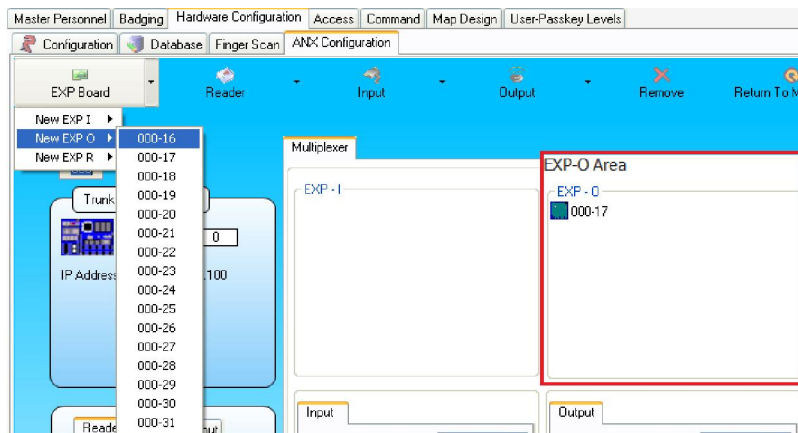 Master Personnel Badging Hardware Configuration Access Command Map Design User-Passkey Levels
Configuration Database Finger Scan ANX Configuration
EXP Board Reader Input Output Remove Return To
New EXP I
New EXP O
New EXP R
000-16
000-17
000-18
000-19
000-20
000-21
000-22
000-23
000-24
000-25
000-26
000-27
000-28
000-29
000-30
000-31
Trunk
0
IP Address .100
Multiplexer
EXP - I
EXP-O Area
EXP - O
000-17
Input
Output